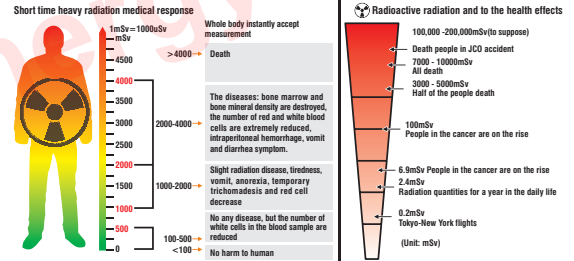 Short time heavy radiation medical response
1mSv=1000uSv
mSv
4500
4000
3500
3000
2500
2000
1500
1000
500
0
Whole body instantly accept
measurement
>4000
Death
2000-4000
The diseases: bone marrow and
bone mineral density are destroyed,
the number of red and white blood
cells are extremely reduced,
intraperitoneal hemorrhage, vomit
and diarrhea symptom.
1000-2000
Slight radiation disease, tiredness,
vomit, anorexia, temporary
trichomadesis and red cell
decrease
100-500
No any disease, but the number of
white cells in the blood sample are
reduced
<100
No harm to human
Radioactive radiation and to the health effects
100,000 -200,000mSv(to suppose)
Death people in JCO accident
7000 - 10000mSv
All death
3000 - 5000mSv
Half of the people death
100mSv
People in the cancer are on the rise
6.9mSv People in the cancer are on the rise
2.4mSv
Radiation quantities for a year in the daily life
0.2mSv
Tokyo-New York flights
(Unit: mSv)